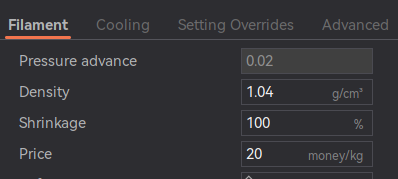 Filament Cooling Setting Overrides Advanced
Pressure advance 0.02
Density 1.04 g/cm³
Shrinkage 100 %
Price 20 money/kg